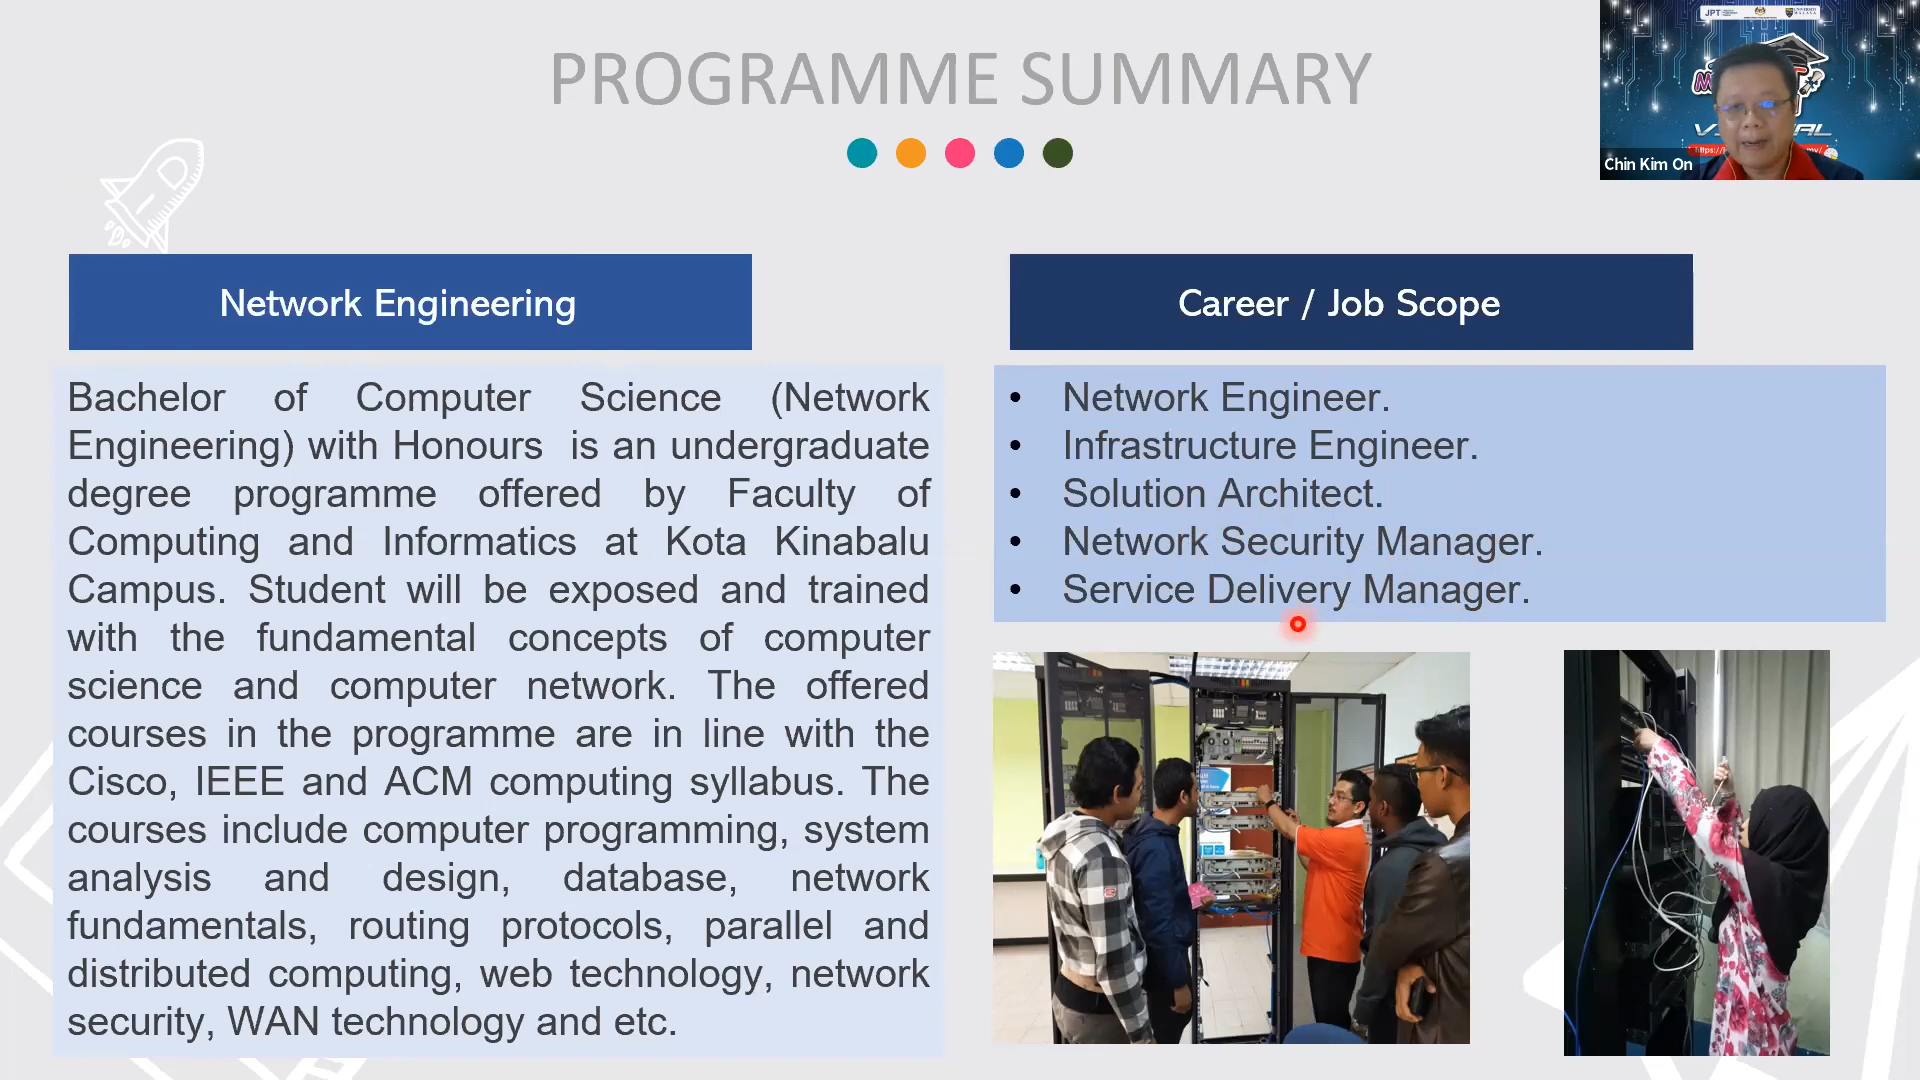 PROGRAMME SUMMARY
JPT
Chin Kim On
Network Engineering
Bachelor of Computer Science (Network
Engineering) with Honours is an undergraduate
degree programme offered by Faculty of
Computing and Informatics at Kota Kinabalu
Campus. Student will be exposed and trained
with the fundamental concepts of computer
science and computer network. The offered
courses in the programme are in line with the
Cisco, IEEE and ACM computing syllabus. The
courses include computer programming, system
analysis and design, database, network
fundamentals, routing protocols, parallel and
distributed computing, web technology, network
security, WAN technology and etc.
Career / Job Scope
• Network Engineer.
• Infrastructure Engineer.
• Solution Architect.
• Network Security Manager.
• Service Delivery Manager.